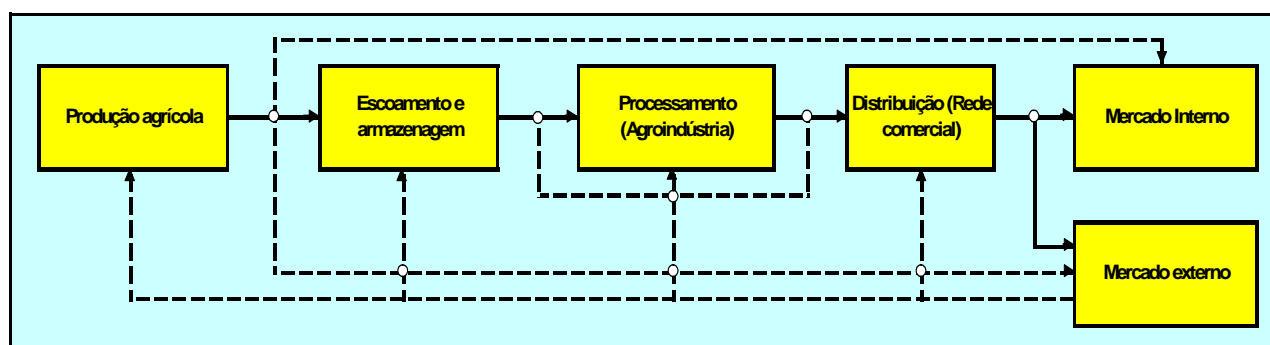 Produção agrícola
Escoamento e
armazenagem
Processamento
(Agroindústria)
Distribuição (Rede
comercial)
Mercado Interno
Mercado externo